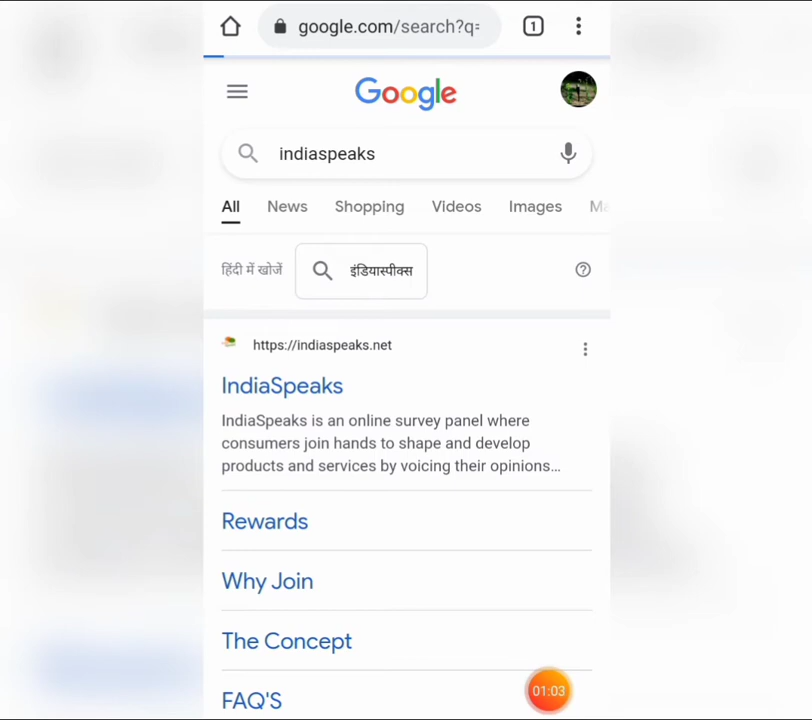 google.com/search?q=
1
Google
indiaspeaks
All News Shopping Videos Images Ma
हिंदी में खोजें इंडियास्पीक्स
https://indiaspeaks.net
IndiaSpeaks
IndiaSpeaks is an online survey panel where
consumers join hands to shape and develop
products and services by voicing their opinions...
Rewards
Why Join
The Concept
FAQ'S
01:03